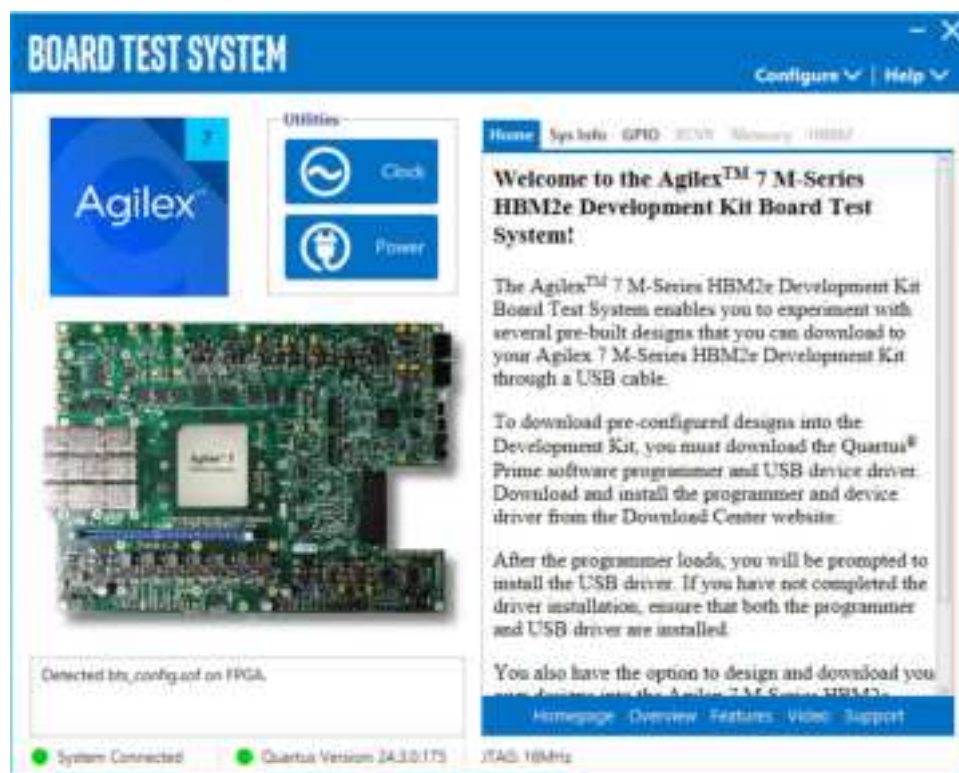 BOARD TEST SYSTEM
Configure | Help
7
Agilex™
Utilities
Clock
Power
Home Sys Info GPIO XCVR Memory HBM
Welcome to the Agilex™ 7 M-Series
HBM2e Development Kit Board Test
System!
The Agilex™ 7 M-Series HBM2e Development Kit
Board Test System enables you to experiment with
several pre-built designs that you can download to
your Agilex 7 M-Series HBM2e Development Kit
through a USB cable.
To download pre-configured designs into the
Development Kit, you must download the Quartus®
Prime software programmer and USB device driver.
Download and install the programmer and device
driver from the Download Center website.
After the programmer loads, you will be prompted to
install the USB driver. If you have not completed the
driver installation, ensure that both the programmer
and USB driver are installed.
You also have the option to design and download you
Agilex 7
Detected bts_config.sof on FPGA.
Homepage Overview Features Video Support
System Connected
Quartus Version 24.3.0.175
JTAG: 16MHz